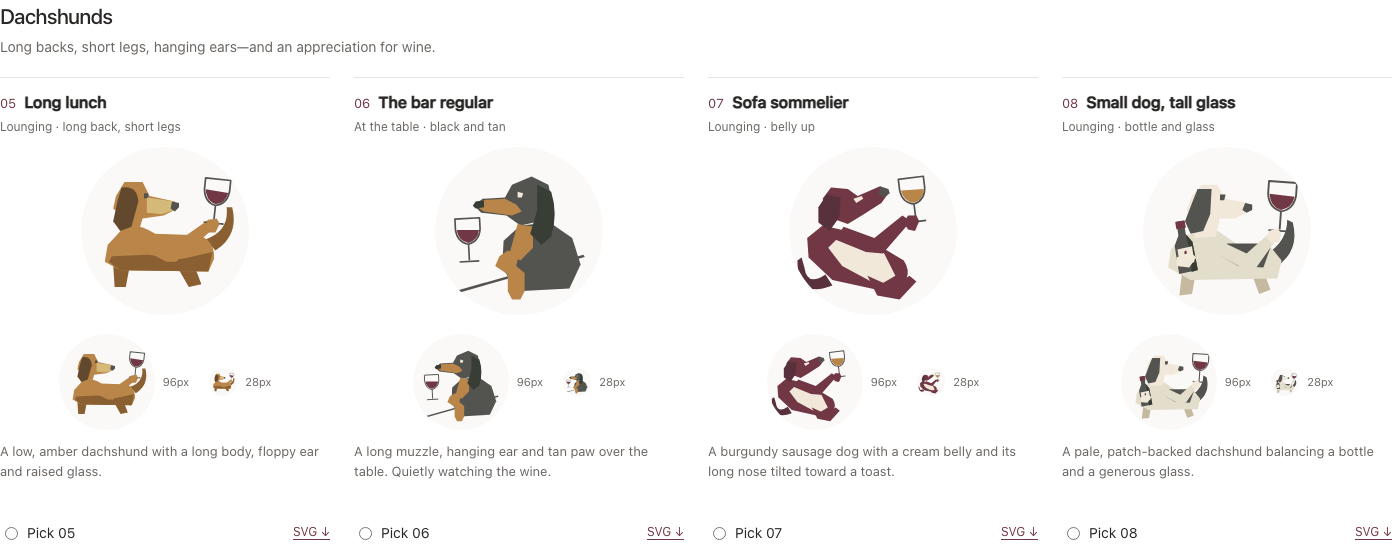 Dachshunds
Long backs, short legs, hanging ears—and an appreciation for wine.
05 Long lunch
Lounging · long back, short legs
96px
28px
A low, amber dachshund with a long body, floppy ear
and raised glass.
Pick 05
SVG ↓
06 The bar regular
At the table · black and tan
96px
28px
A long muzzle, hanging ear and tan paw over the
table. Quietly watching the wine.
Pick 06
SVG ↓
07 Sofa sommelier
Lounging · belly up
96px
28px
A burgundy sausage dog with a cream belly and its
long nose tilted toward a toast.
Pick 07
SVG ↓
08 Small dog, tall glass
Lounging · bottle and glass
96px
28px
A pale, patch-backed dachshund balancing a bottle
and a generous glass.
Pick 08
SVG ↓